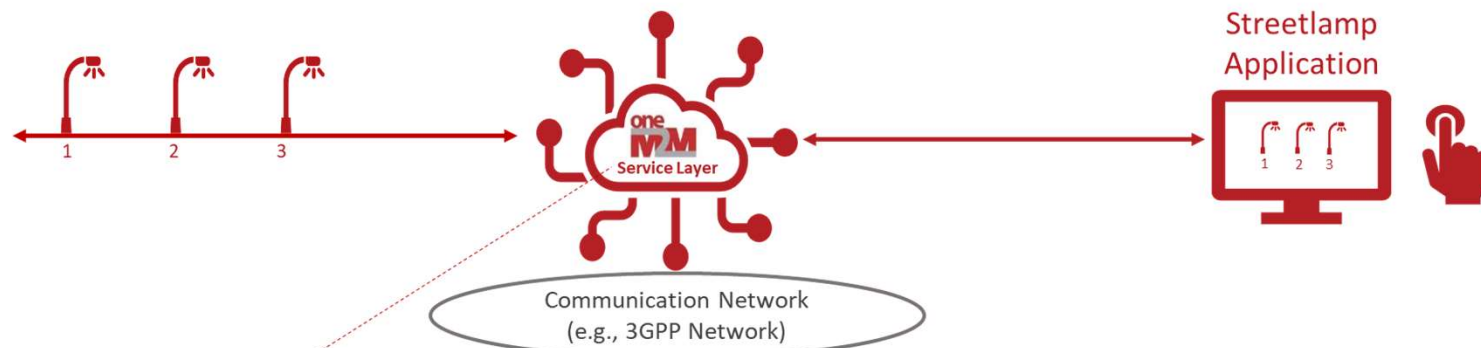 Streetlamp
Application
1 2 3
one
M2M
Service Layer
1 2 3
Communication Network
(e.g., 3GPP Network)